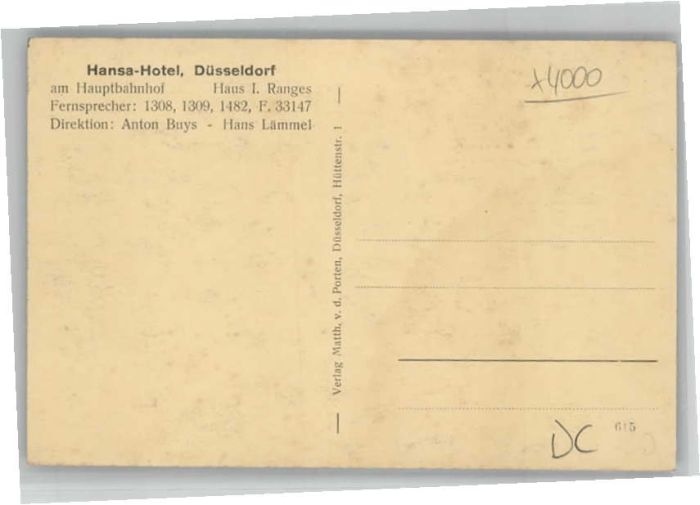 Hansa-Hotel, Düsseldorf
am Hauptbahnhof Haus I. Ranges
Fernsprecher: 1308, 1309, 1482, F. 33147
Direktion: Anton Buys - Hans Lämmel
Verlag Matth. v. d. Porten, Düsseldorf, Hüttenstr. 1
x4000
DC
615